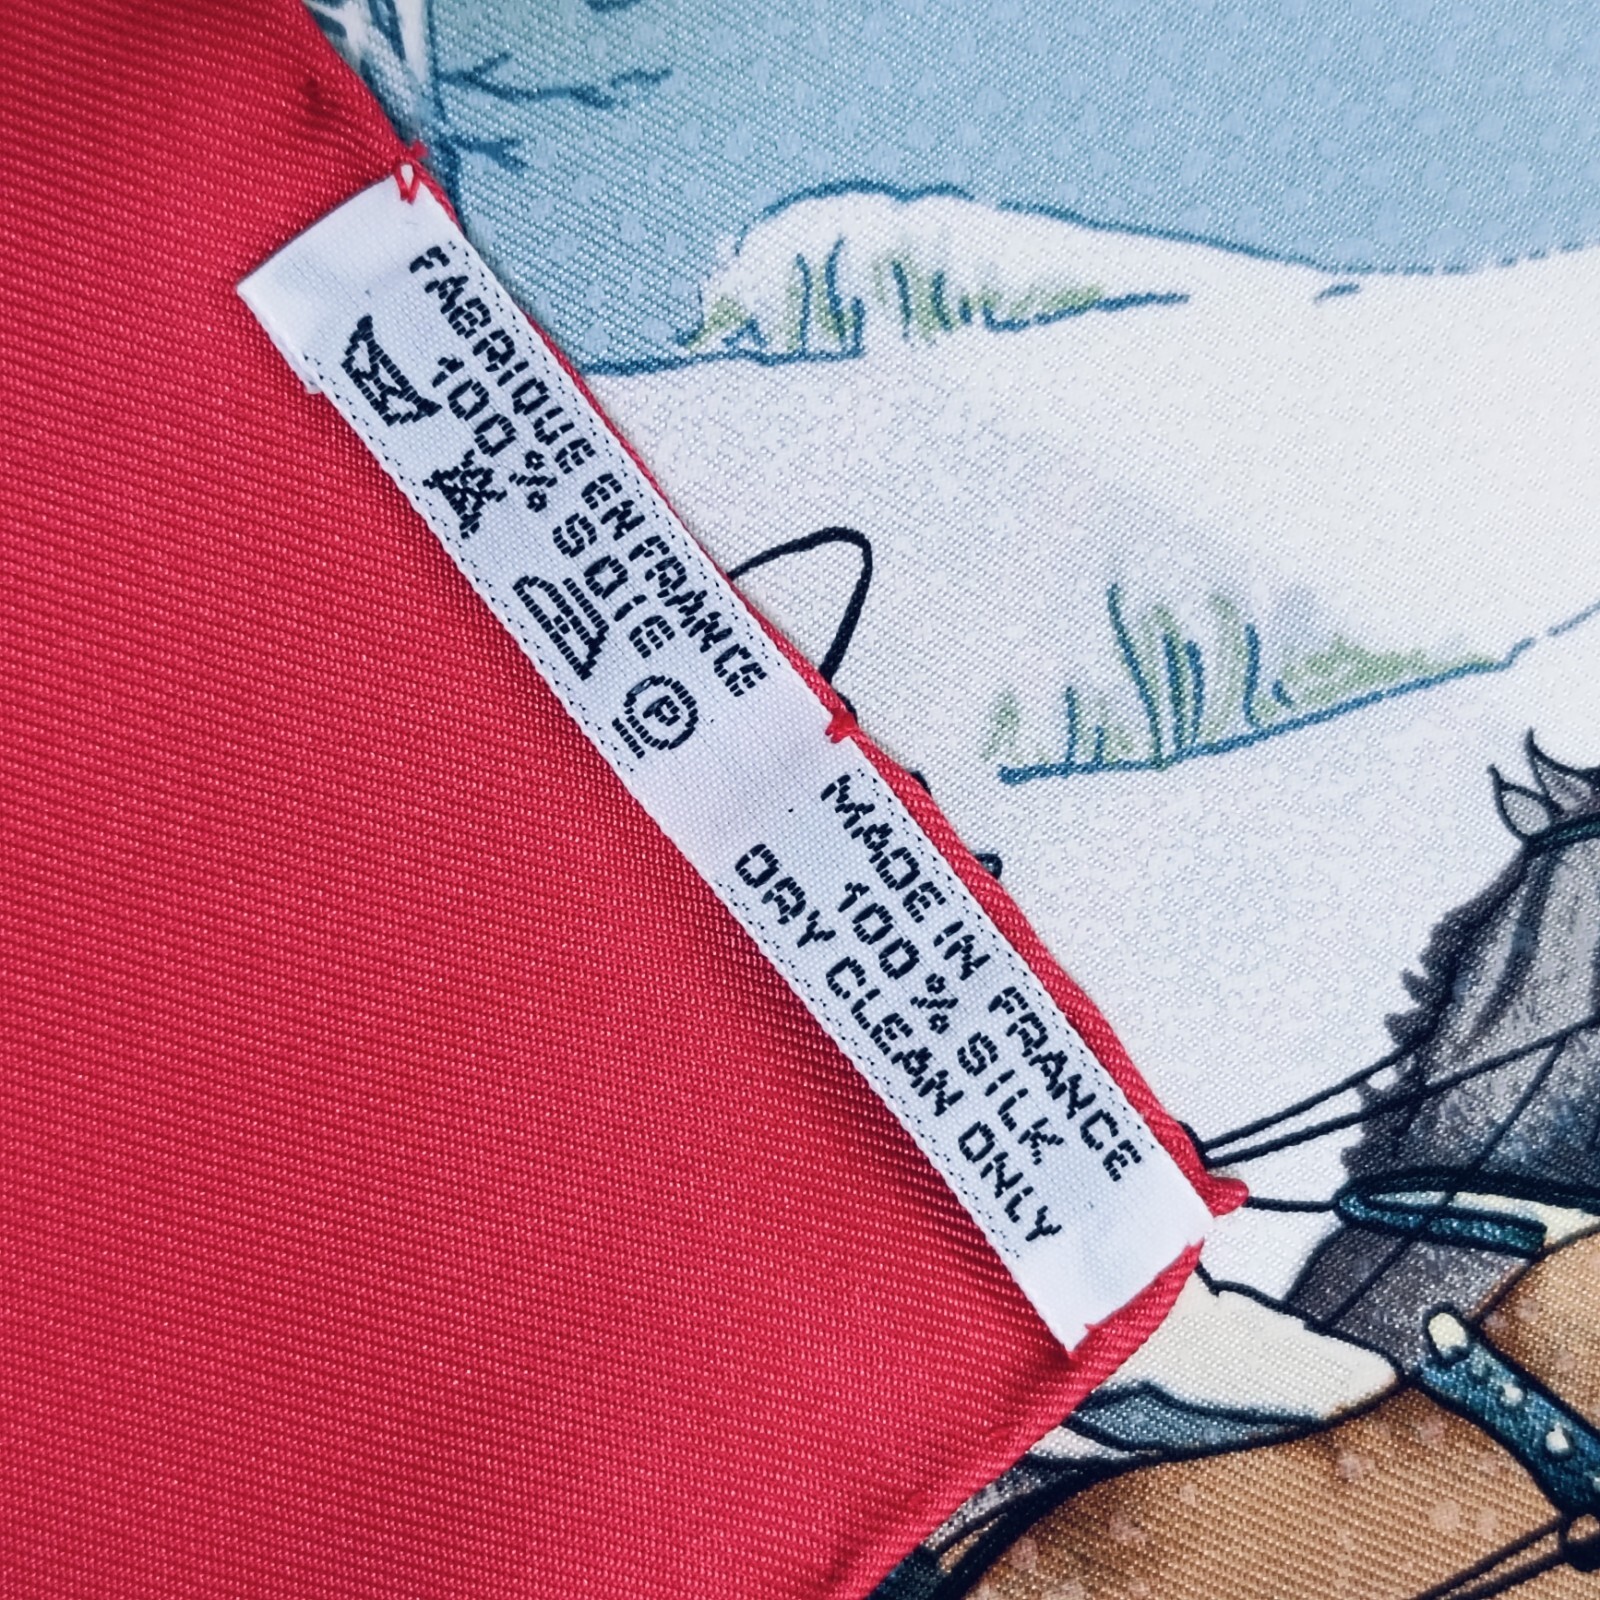 FABRIQUE EN FRANCE
100% SOIE
P
MADE IN FRANCE
100% SILK
DRY CLEAN ONLY